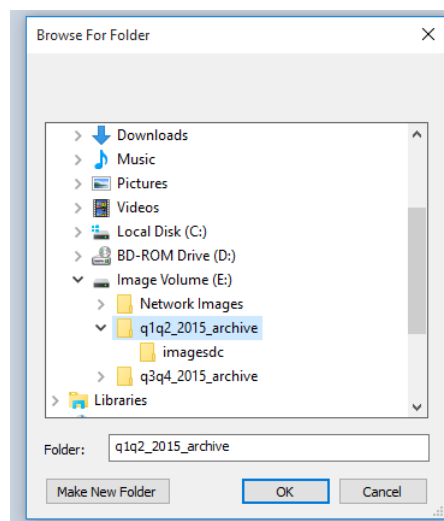 Browse For Folder
Downloads
Music
Pictures
Videos
Local Disk (C:)
BD-ROM Drive (D:)
Image Volume (E:)
Network Images
q1q2_2015_archive
imagesdc
q3q4_2015_archive
Libraries
Folder: q1q2_2015_archive
Make New Folder OK Cancel